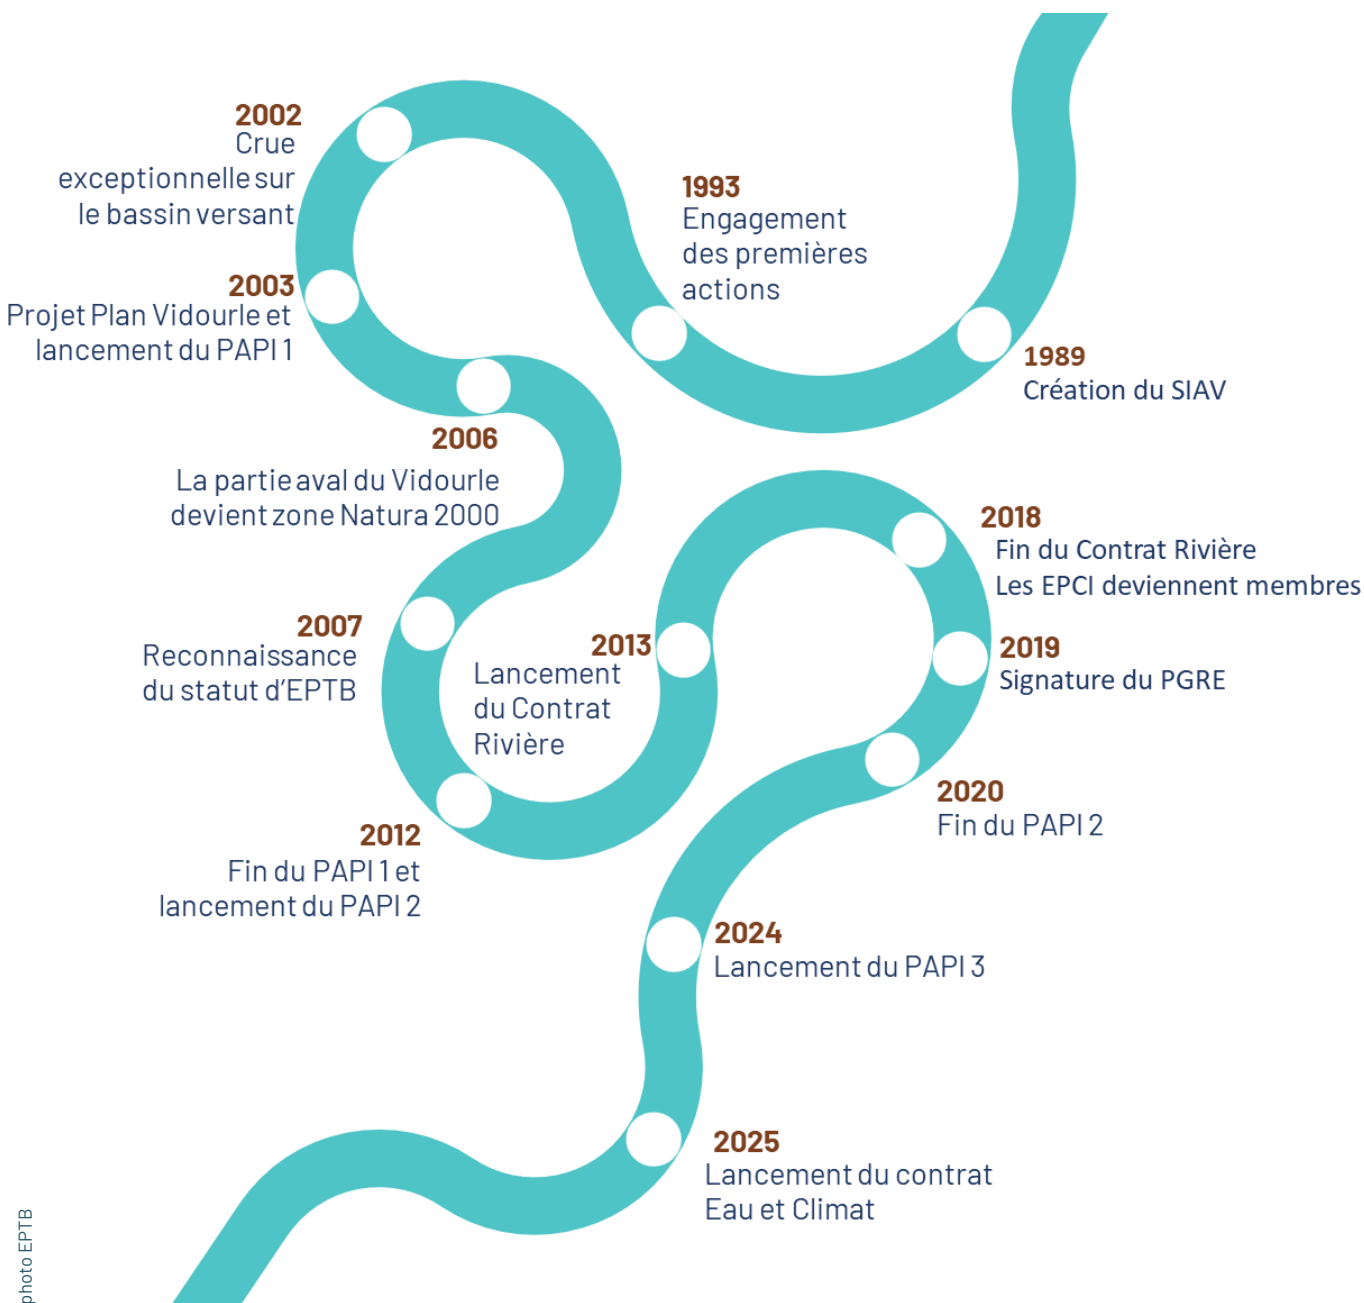 1989
Création du SIAV
1993
Engagement
des premières
actions
2002
Crue
exceptionnelle sur
le bassin versant
2003
Projet Plan Vidourle et
lancement du PAPI 1
2006
La partie aval du Vidourle
devient zone Natura 2000
2007
Reconnaissance
du statut d'EPTB
2012
Fin du PAPI 1 et
lancement du PAPI 2
2013
Lancement
du Contrat
Rivière
2018
Fin du Contrat Rivière
Les EPCI deviennent membres
2019
Signature du PGRE
2020
Fin du PAPI 2
2024
Lancement du PAPI 3
2025
Lancement du contrat
Eau et Climat
photo EPTB